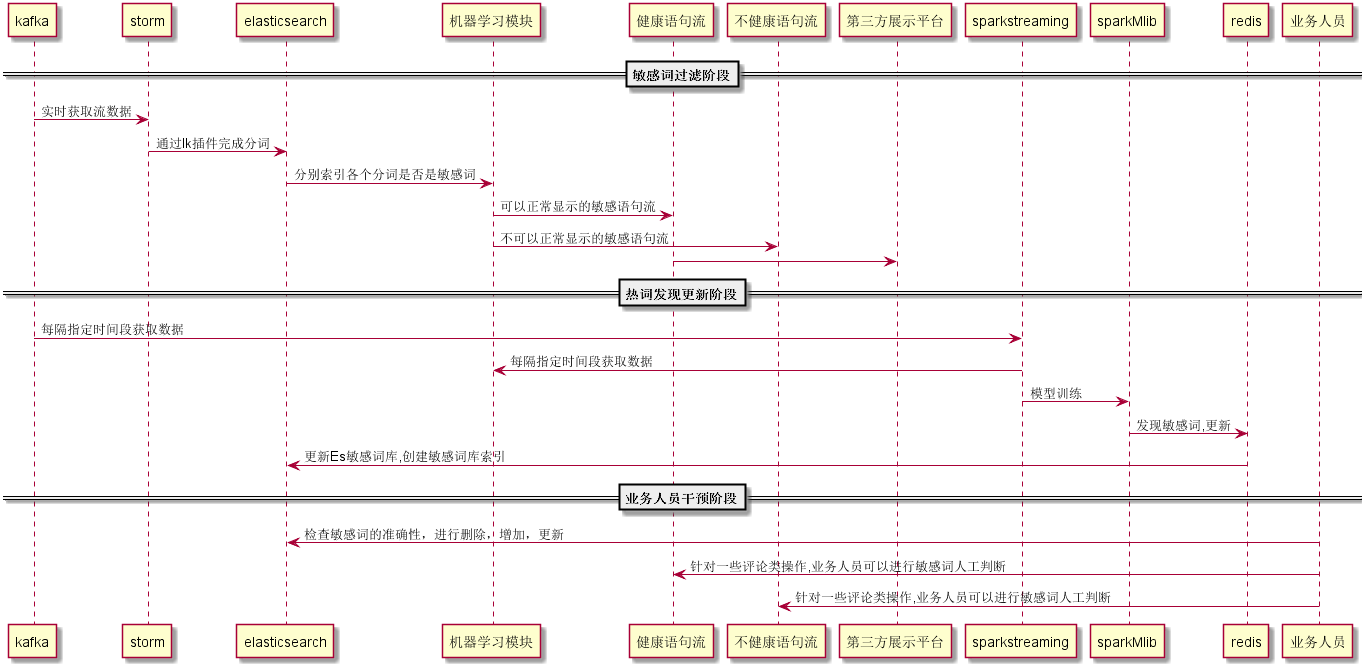 kafka
storm
elasticsearch
机器学习模块
健康语句流
不健康语句流
第三方展示平台
sparkstreaming
sparkMlib
redis
业务人员
敏感词过滤阶段
实时获取流数据
通过Ik插件完成分词
分别索引各个分词是否是敏感词
可以正常显示的敏感语句流
不可以正常显示的敏感语句流
热词发现更新阶段
每隔指定时间段获取数据
每隔指定时间段获取数据
模型训练
发现敏感词,更新
更新Es敏感词库,创建敏感词库索引
业务人员干预阶段
检查敏感词的准确性，进行删除，增加，更新
针对一些评论类操作,业务人员可以进行敏感词人工判断
针对一些评论类操作,业务人员可以进行敏感词人工判断
kafka
storm
elasticsearch
机器学习模块
健康语句流
不健康语句流
第三方展示平台
sparkstreaming
sparkMlib
redis
业务人员